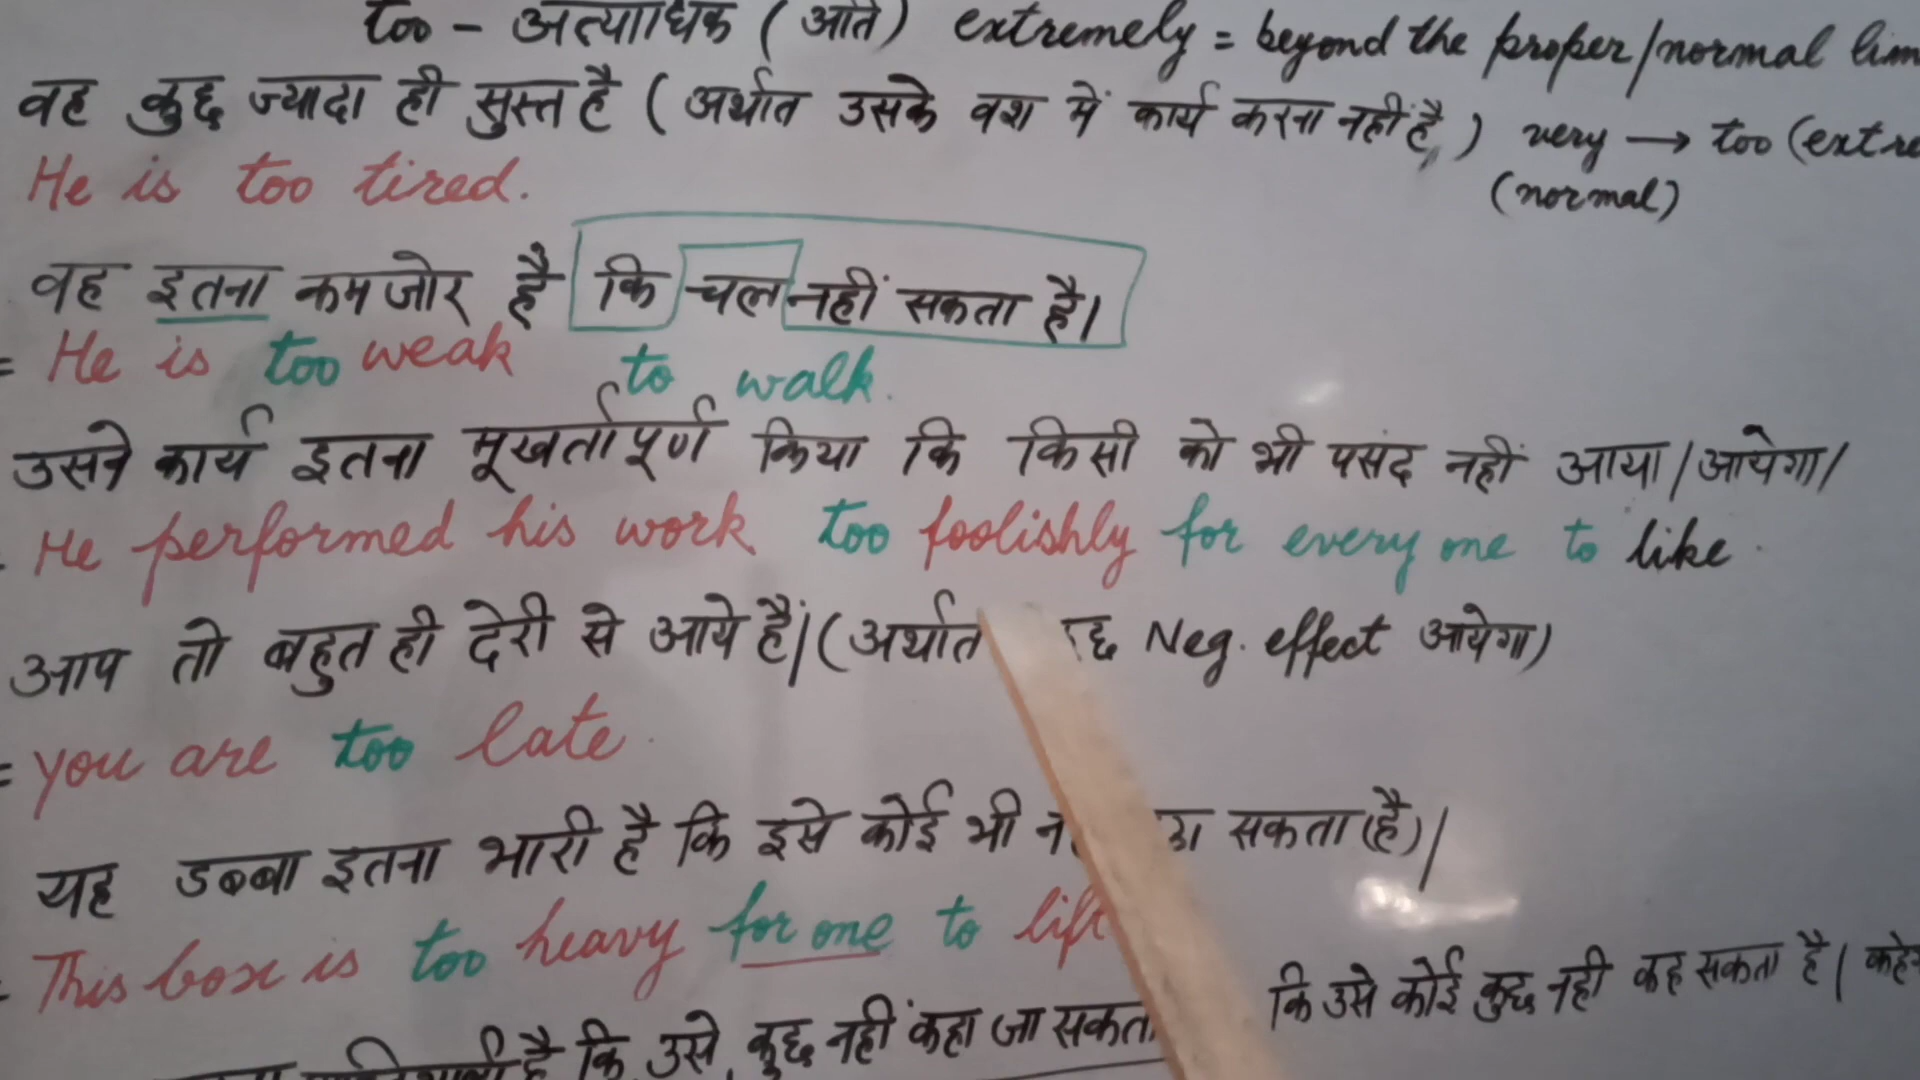 too - अत्याधिक (अति) extremely = beyond the proper/normal lim
वह कुछ ज्यादा ही सुस्त है (अर्थात उसके वश में कार्य करना नहीं है,) very → too (extre
(normal)
He is too tired.
वह इतना कमजोर है कि चल नहीं सकता है।
= He is too weak to walk.
उसने कार्य इतना मूर्खतापूर्ण किया कि किसी को भी पसंद नहीं आया/आयेगा/
He performed his work too foolishly for every one to like.
आप तो बहुत ही देरी से आये हैं/(अर्थात Neg. effect आयेगा)
= you are too late.
यह डब्बा इतना भारी है कि इसे कोई भी सकता (है)/
This box is too heavy for one to lift
है कि उसे, कुछ नहीं कहा जा सकता कि उसे कोई कुछ नही कह सकता है/